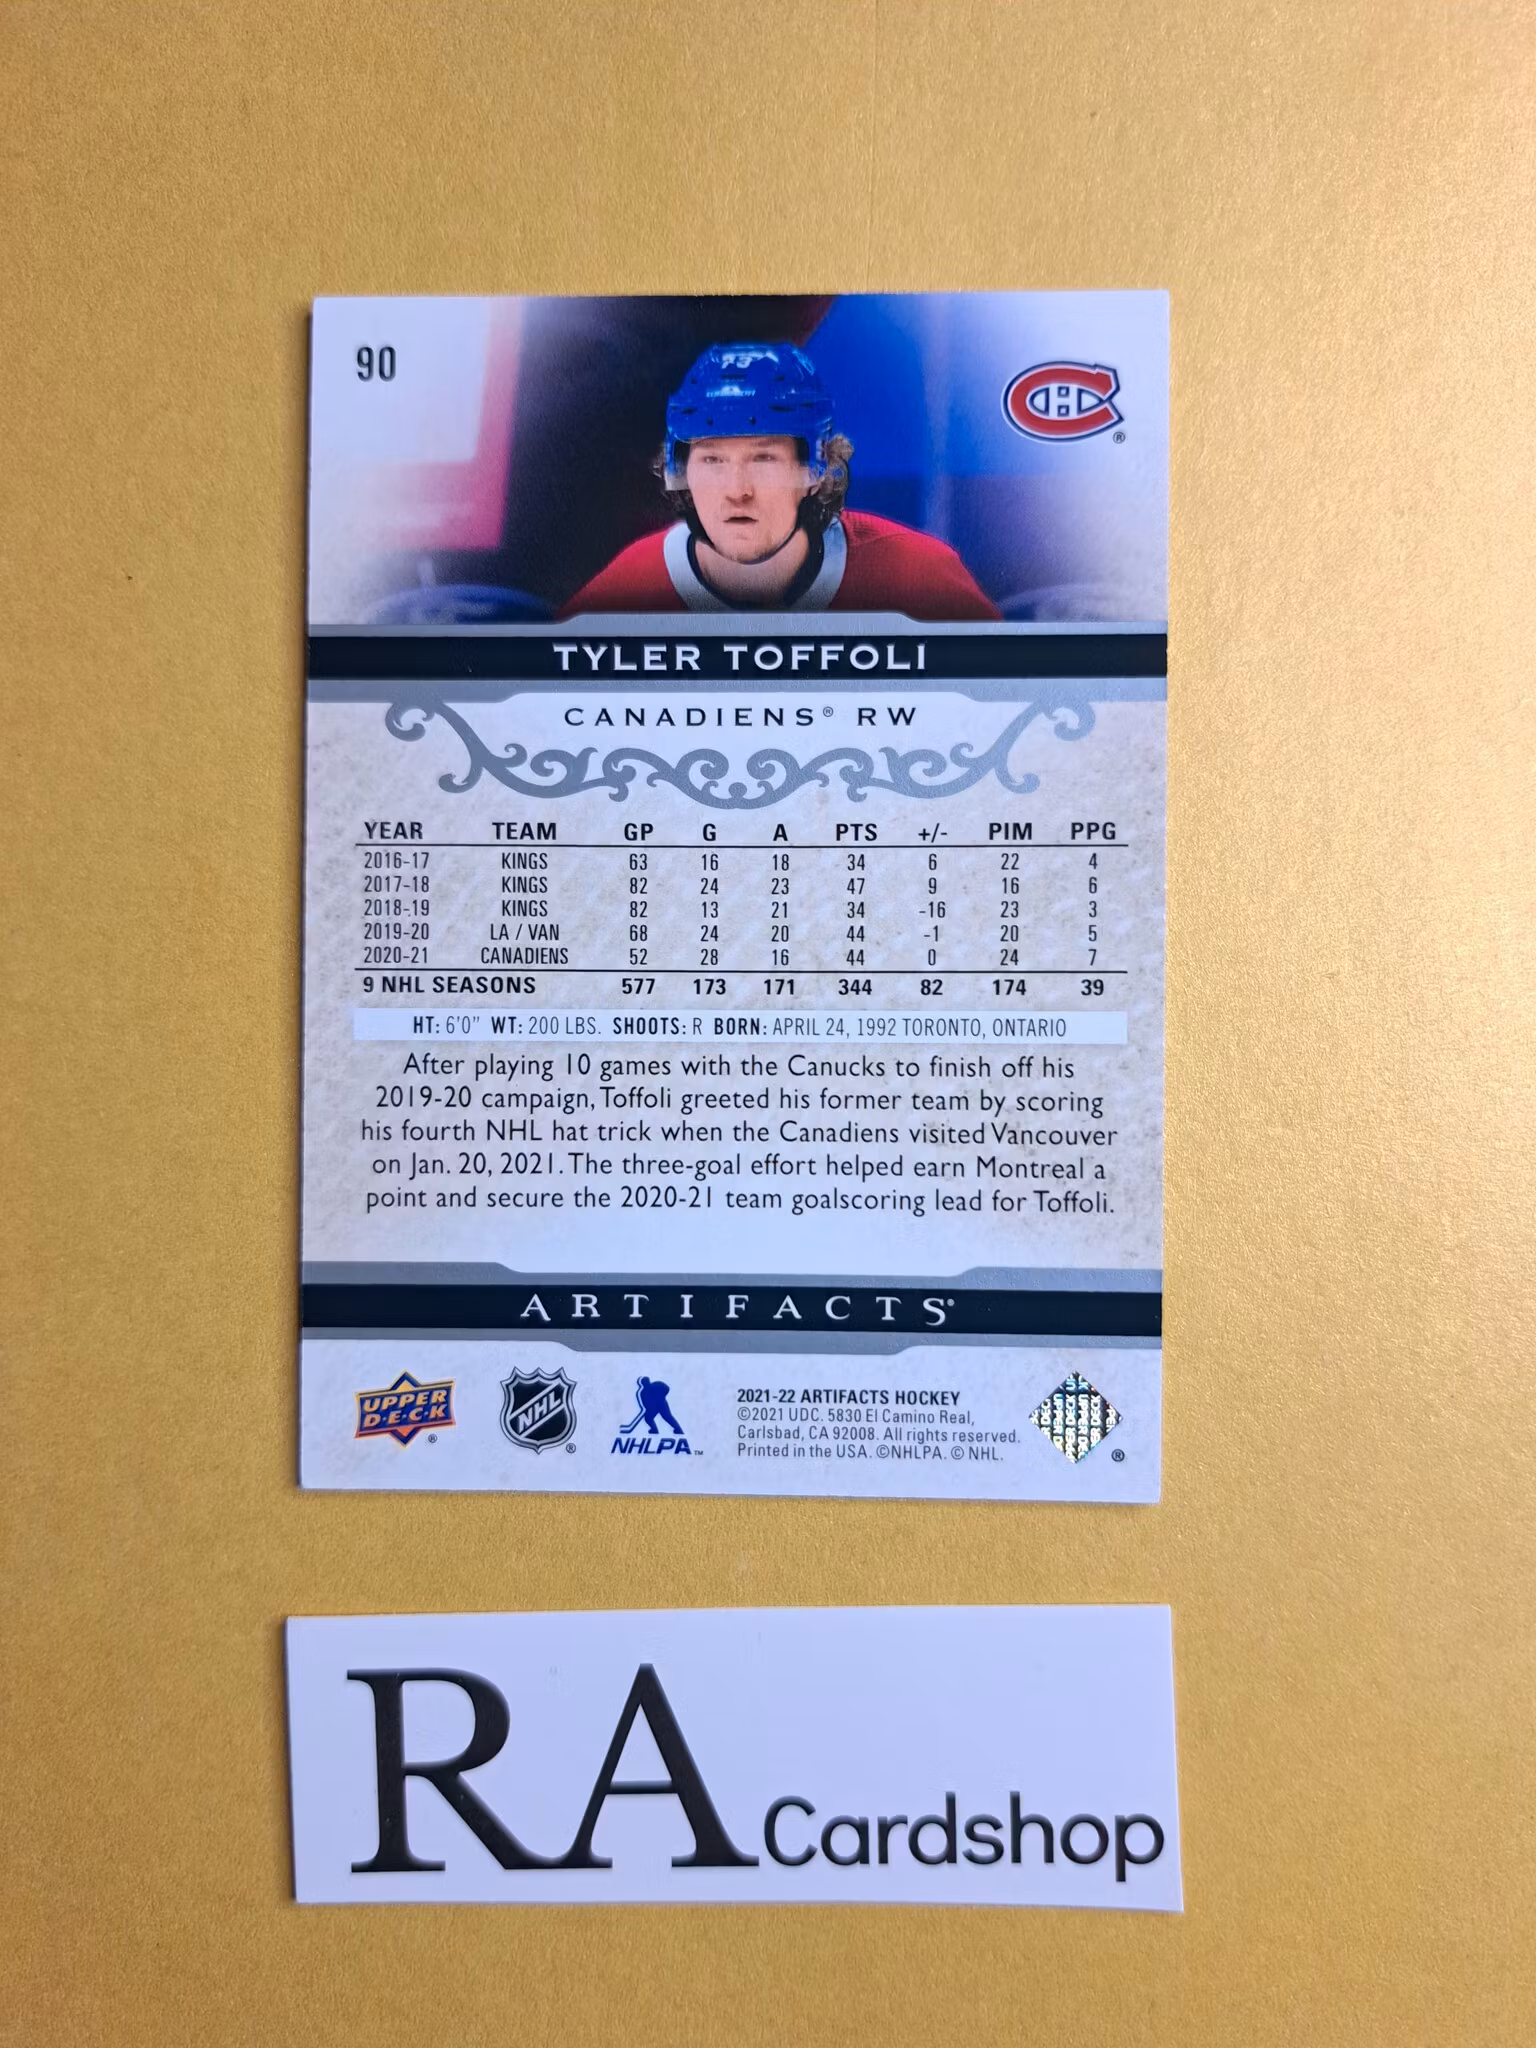 90
73
WARRIOR
CH
®
TYLER TOFFOLI
CANADIENS® RW
YEAR TEAM GP G A PTS +/- PIM PPG
2016-17 KINGS 63 16 18 34 6 22 4
2017-18 KINGS 82 24 23 47 9 16 6
2018-19 KINGS 82 13 21 34 -16 23 3
2019-20 LA / VAN 68 24 20 44 -1 20 5
2020-21 CANADIENS 52 28 16 44 0 24 7
9 NHL SEASONS 577 173 171 344 82 174 39
HT: 6'0" WT: 200 LBS. SHOOTS: R BORN: APRIL 24, 1992 TORONTO, ONTARIO
After playing 10 games with the Canucks to finish off his
2019-20 campaign, Toffoli greeted his former team by scoring
his fourth NHL hat trick when the Canadiens visited Vancouver
on Jan. 20, 2021. The three-goal effort helped earn Montreal a
point and secure the 2020-21 team goalscoring lead for Toffoli.
ARTIFACTS®
UPPER
D·E·C·K
®
NHL
®
NHLPA™
2021-22 ARTIFACTS HOCKEY
©2021 UDC. 5830 El Camino Real,
Carlsbad, CA 92008. All rights reserved.
Printed in the USA. ©NHLPA. © NHL.
®
RA Cardshop